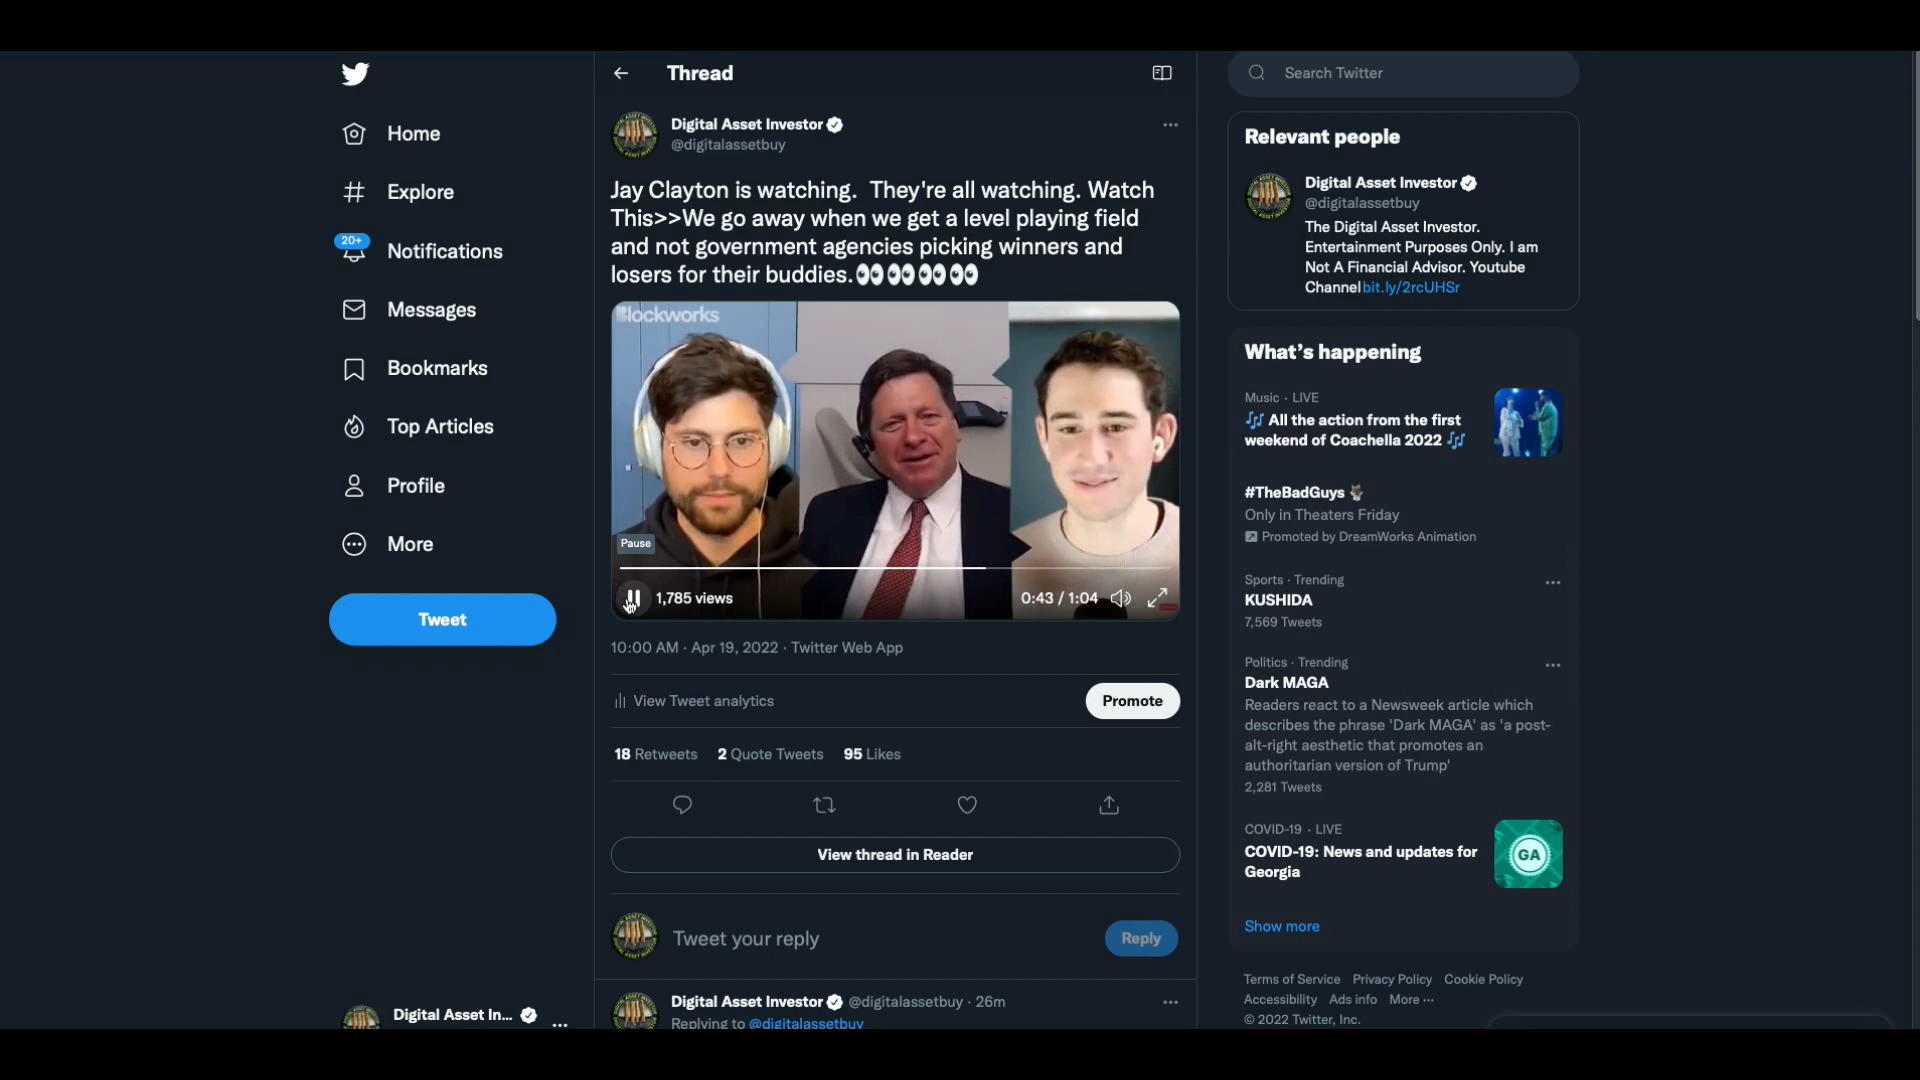 Home
Explore
20+
Notifications
Messages
Bookmarks
Top Articles
Profile
More
Tweet
Digital Asset In...
Thread
Digital Asset Investor
@digitalassetbuy
Jay Clayton is watching. They're all watching. Watch
This>>We go away when we get a level playing field
and not government agencies picking winners and
losers for their buddies.👀👀👀👀
Blockworks
Pause
1,785 views
0:43 / 1:04
10:00 AM · Apr 19, 2022 · Twitter Web App
View Tweet analytics
Promote
18 Retweets 2 Quote Tweets 95 Likes
View thread in Reader
Tweet your reply
Reply
Digital Asset Investor @digitalassetbuy · 26m
Replying to @digitalassetbuy
Search Twitter
Relevant people
Digital Asset Investor
@digitalassetbuy
The Digital Asset Investor.
Entertainment Purposes Only. I am
Not A Financial Advisor. Youtube
Channel bit.ly/2rcUHSr
What's happening
Music · LIVE
🎶 All the action from the first
weekend of Coachella 2022 🎶
#TheBadGuys
Only in Theaters Friday
Promoted by DreamWorks Animation
Sports · Trending
KUSHIDA
7,569 Tweets
Politics · Trending
Dark MAGA
Readers react to a Newsweek article which
describes the phrase 'Dark MAGA' as 'a post-
alt-right aesthetic that promotes an
authoritarian version of Trump'
2,281 Tweets
COVID-19 · LIVE
COVID-19: News and updates for
Georgia
GA
Show more
Terms of Service Privacy Policy Cookie Policy
Accessibility Ads info More ...
© 2022 Twitter, Inc.